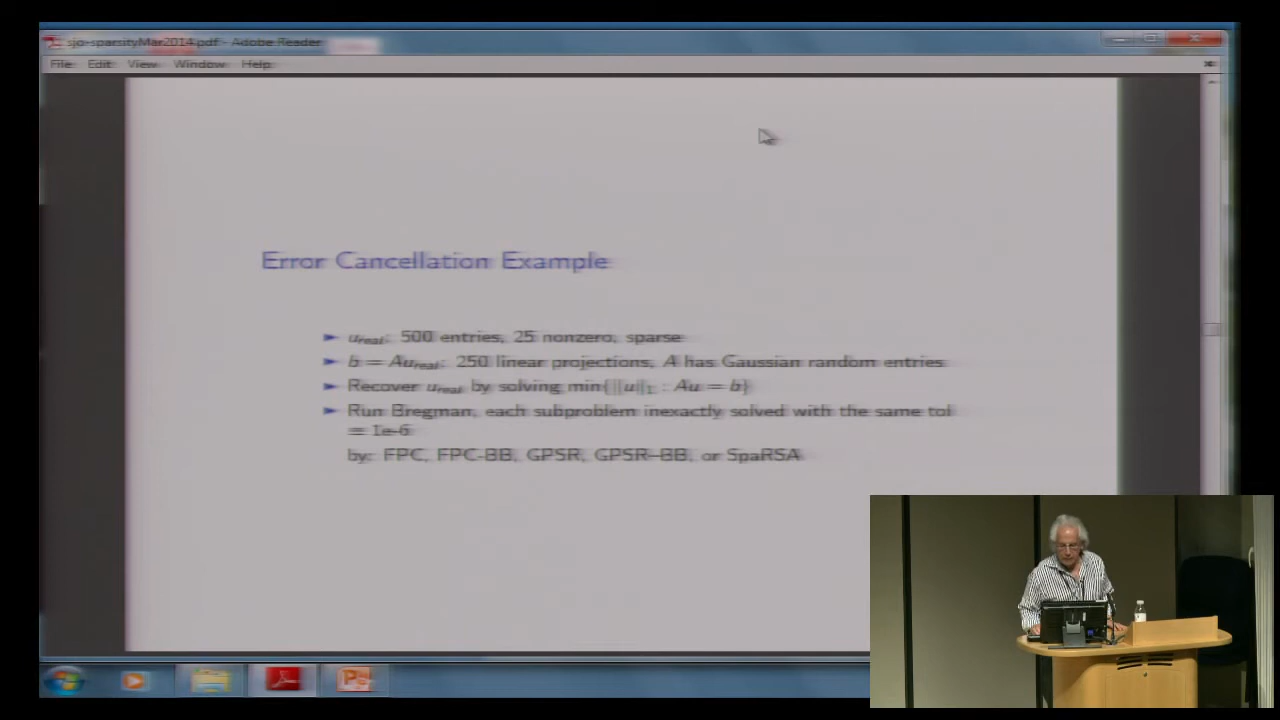 sjo-sparsityMar2014.pdf - Adobe Reader
File Edit View Window Help
Error Cancellation Example
► u_real: 500 entries, 25 nonzero, sparse
► b = Au_real: 250 linear projections, A has Gaussian random entries
► Recover u_real by solving min{||u||₁ : Au = b}
► Run Bregman, each subproblem inexactly solved with the same tol
= 1e-6
by: FPC, FPC-BB, GPSR, GPSR–BB, or SpaRSA